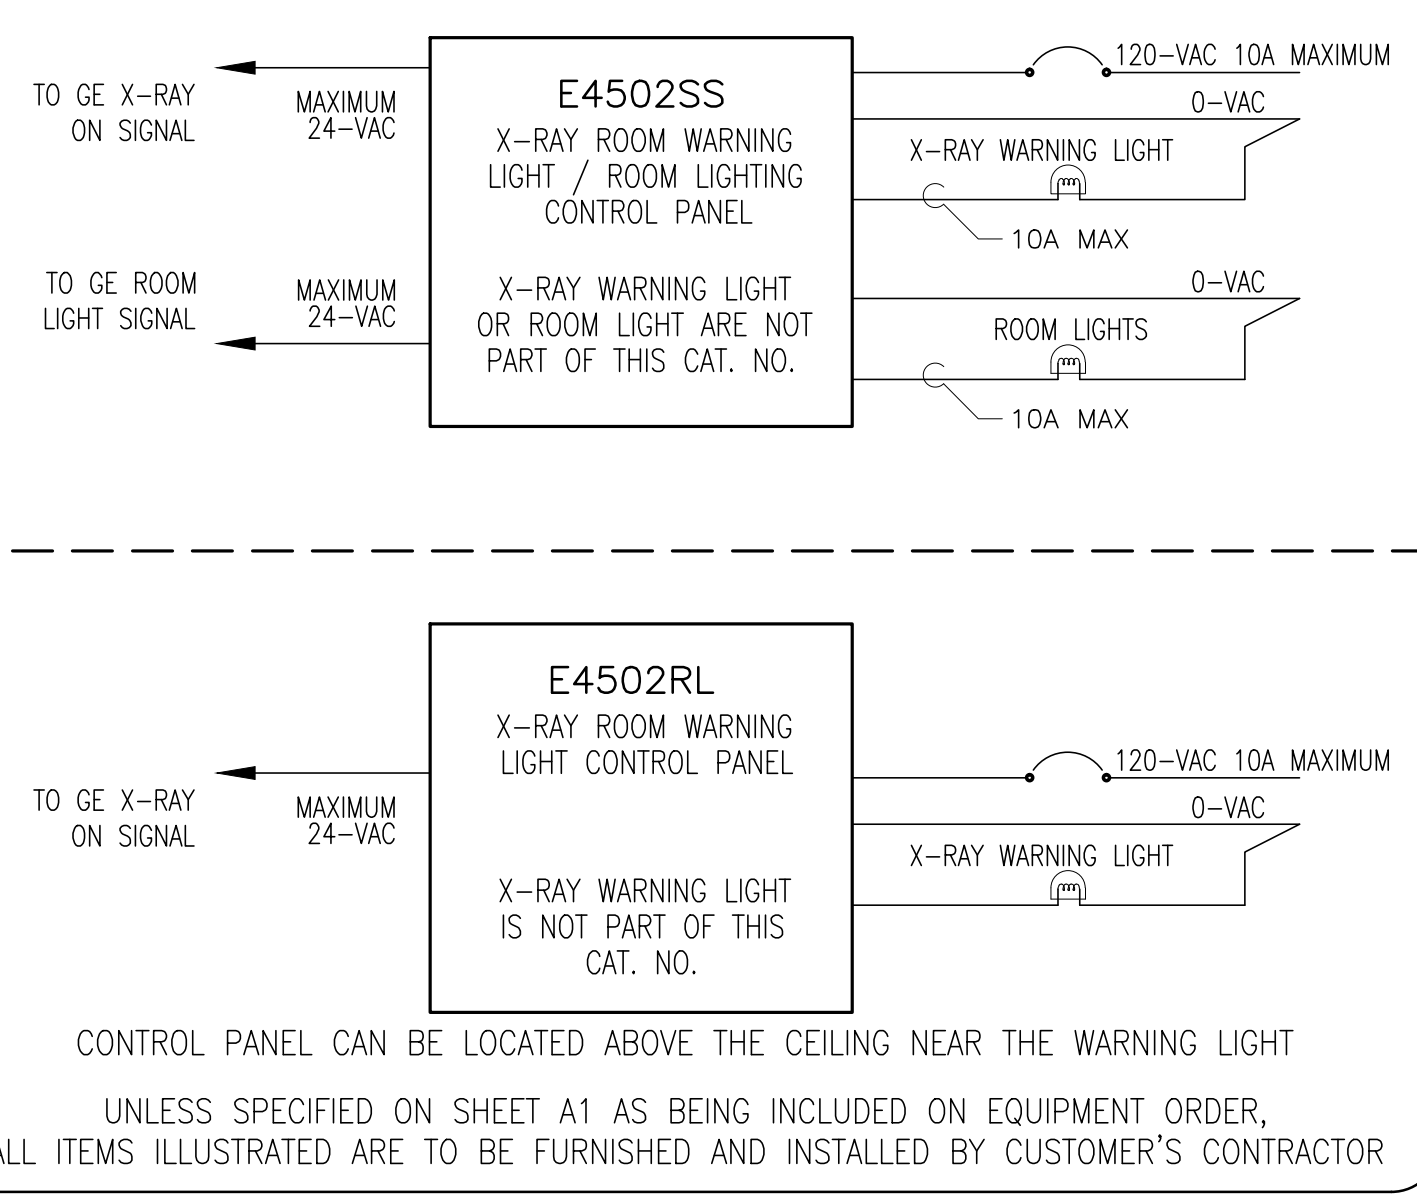 TO GE X-RAY
ON SIGNAL
MAXIMUM
24-VAC
E4502SS
X-RAY ROOM WARNING
LIGHT / ROOM LIGHTING
CONTROL PANEL
120-VAC 10A MAXIMUM
0-VAC
X-RAY WARNING LIGHT
10A MAX
TO GE ROOM
LIGHT SIGNAL
MAXIMUM
24-VAC
X-RAY WARNING LIGHT
OR ROOM LIGHT ARE NOT
PART OF THIS CAT. NO.
0-VAC
ROOM LIGHTS
10A MAX
E4502RL
X-RAY ROOM WARNING
LIGHT CONTROL PANEL
TO GE X-RAY
ON SIGNAL
MAXIMUM
24-VAC
120-VAC 10A MAXIMUM
0-VAC
X-RAY WARNING LIGHT
X-RAY WARNING LIGHT
IS NOT PART OF THIS
CAT. NO.
CONTROL PANEL CAN BE LOCATED ABOVE THE CEILING NEAR THE WARNING LIGHT
UNLESS SPECIFIED ON SHEET A1 AS BEING INCLUDED ON EQUIPMENT ORDER,
ALL ITEMS ILLUSTRATED ARE TO BE FURNISHED AND INSTALLED BY CUSTOMER'S CONTRACTOR